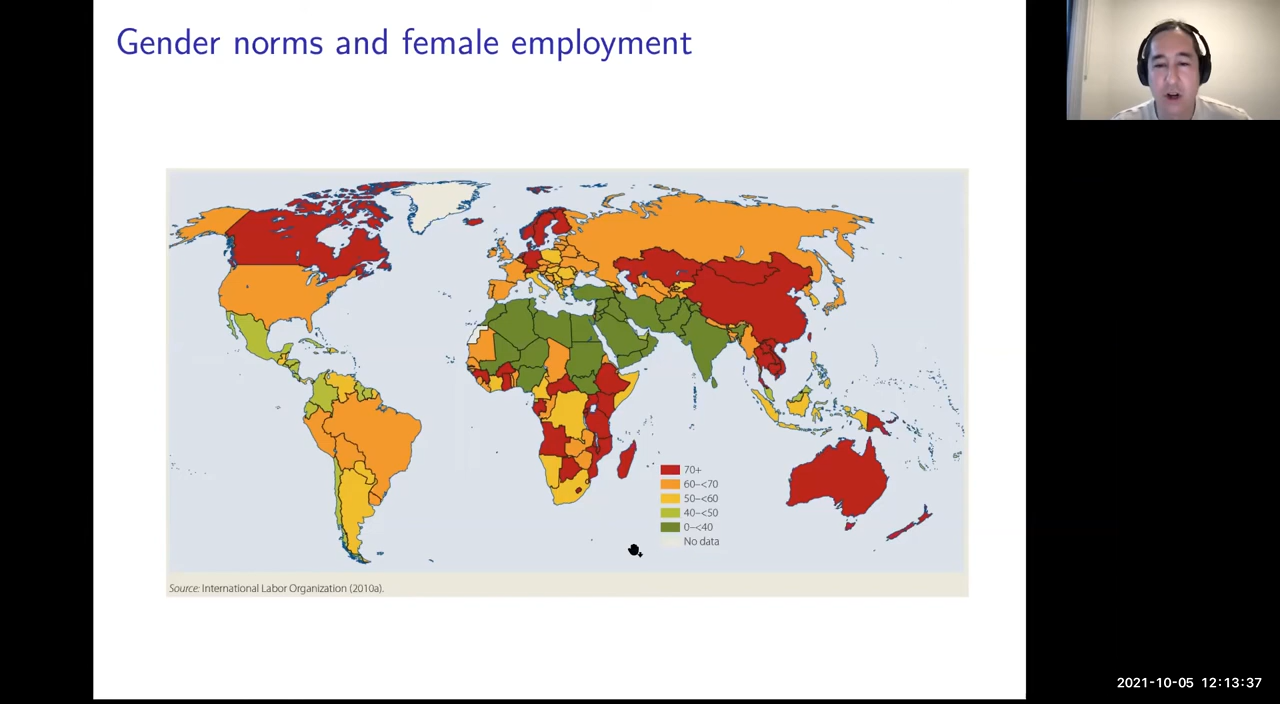 Gender norms and female employment
70+
60–<70
50–<60
40–<50
0–<40
No data
Source: International Labor Organization (2010a).
2021-10-05 12:13:37